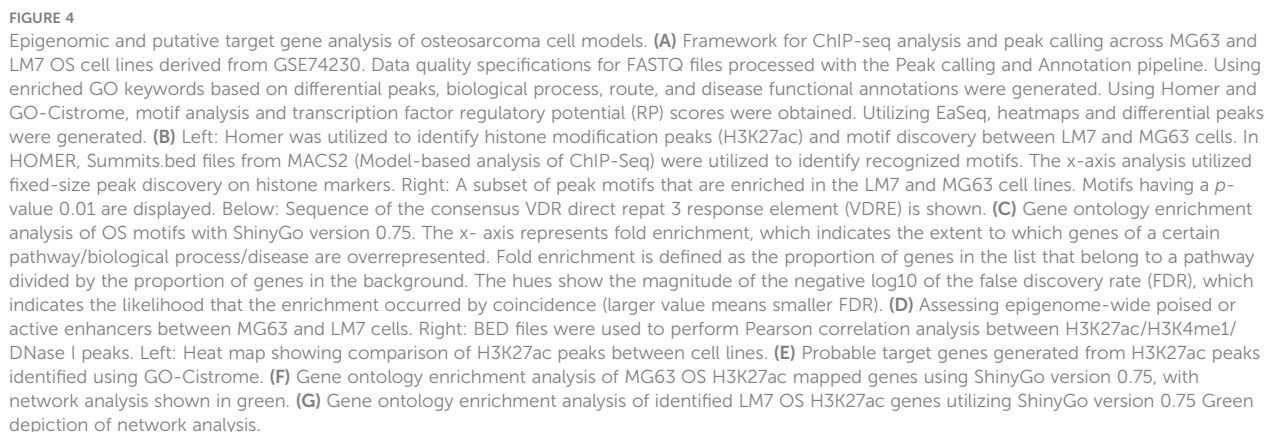 FIGURE 4
Epigenomic and putative target gene analysis of osteosarcoma cell models. (A) Framework for ChIP-seq analysis and peak calling across MG63 and
LM7 OS cell lines derived from GSE74230. Data quality specifications for FASTQ files processed with the Peak calling and Annotation pipeline. Using
enriched GO keywords based on differential peaks, biological process, route, and disease functional annotations were generated. Using Homer and
GO-Cistrome, motif analysis and transcription factor regulatory potential (RP) scores were obtained. Utilizing EaSeq, heatmaps and differential peaks
were generated. (B) Left: Homer was utilized to identify histone modification peaks (H3K27ac) and motif discovery between LM7 and MG63 cells. In
HOMER, Summits.bed files from MACS2 (Model-based analysis of ChIP-Seq) were utilized to identify recognized motifs. The x-axis analysis utilized
fixed-size peak discovery on histone markers. Right: A subset of peak motifs that are enriched in the LM7 and MG63 cell lines. Motifs having a p-
value 0.01 are displayed. Below: Sequence of the consensus VDR direct repat 3 response element (VDRE) is shown. (C) Gene ontology enrichment
analysis of OS motifs with ShinyGo version 0.75. The x- axis represents fold enrichment, which indicates the extent to which genes of a certain
pathway/biological process/disease are overrepresented. Fold enrichment is defined as the proportion of genes in the list that belong to a pathway
divided by the proportion of genes in the background. The hues show the magnitude of the negative log10 of the false discovery rate (FDR), which
indicates the likelihood that the enrichment occurred by coincidence (larger value means smaller FDR). (D) Assessing epigenome-wide poised or
active enhancers between MG63 and LM7 cells. Right: BED files were used to perform Pearson correlation analysis between H3K27ac/H3K4me1/
DNase I peaks. Left: Heat map showing comparison of H3K27ac peaks between cell lines. (E) Probable target genes generated from H3K27ac peaks
identified using GO-Cistrome. (F) Gene ontology enrichment analysis of MG63 OS H3K27ac mapped genes using ShinyGo version 0.75, with
network analysis shown in green. (G) Gene ontology enrichment analysis of identified LM7 OS H3K27ac genes utilizing ShinyGo version 0.75 Green
depiction of network analysis.